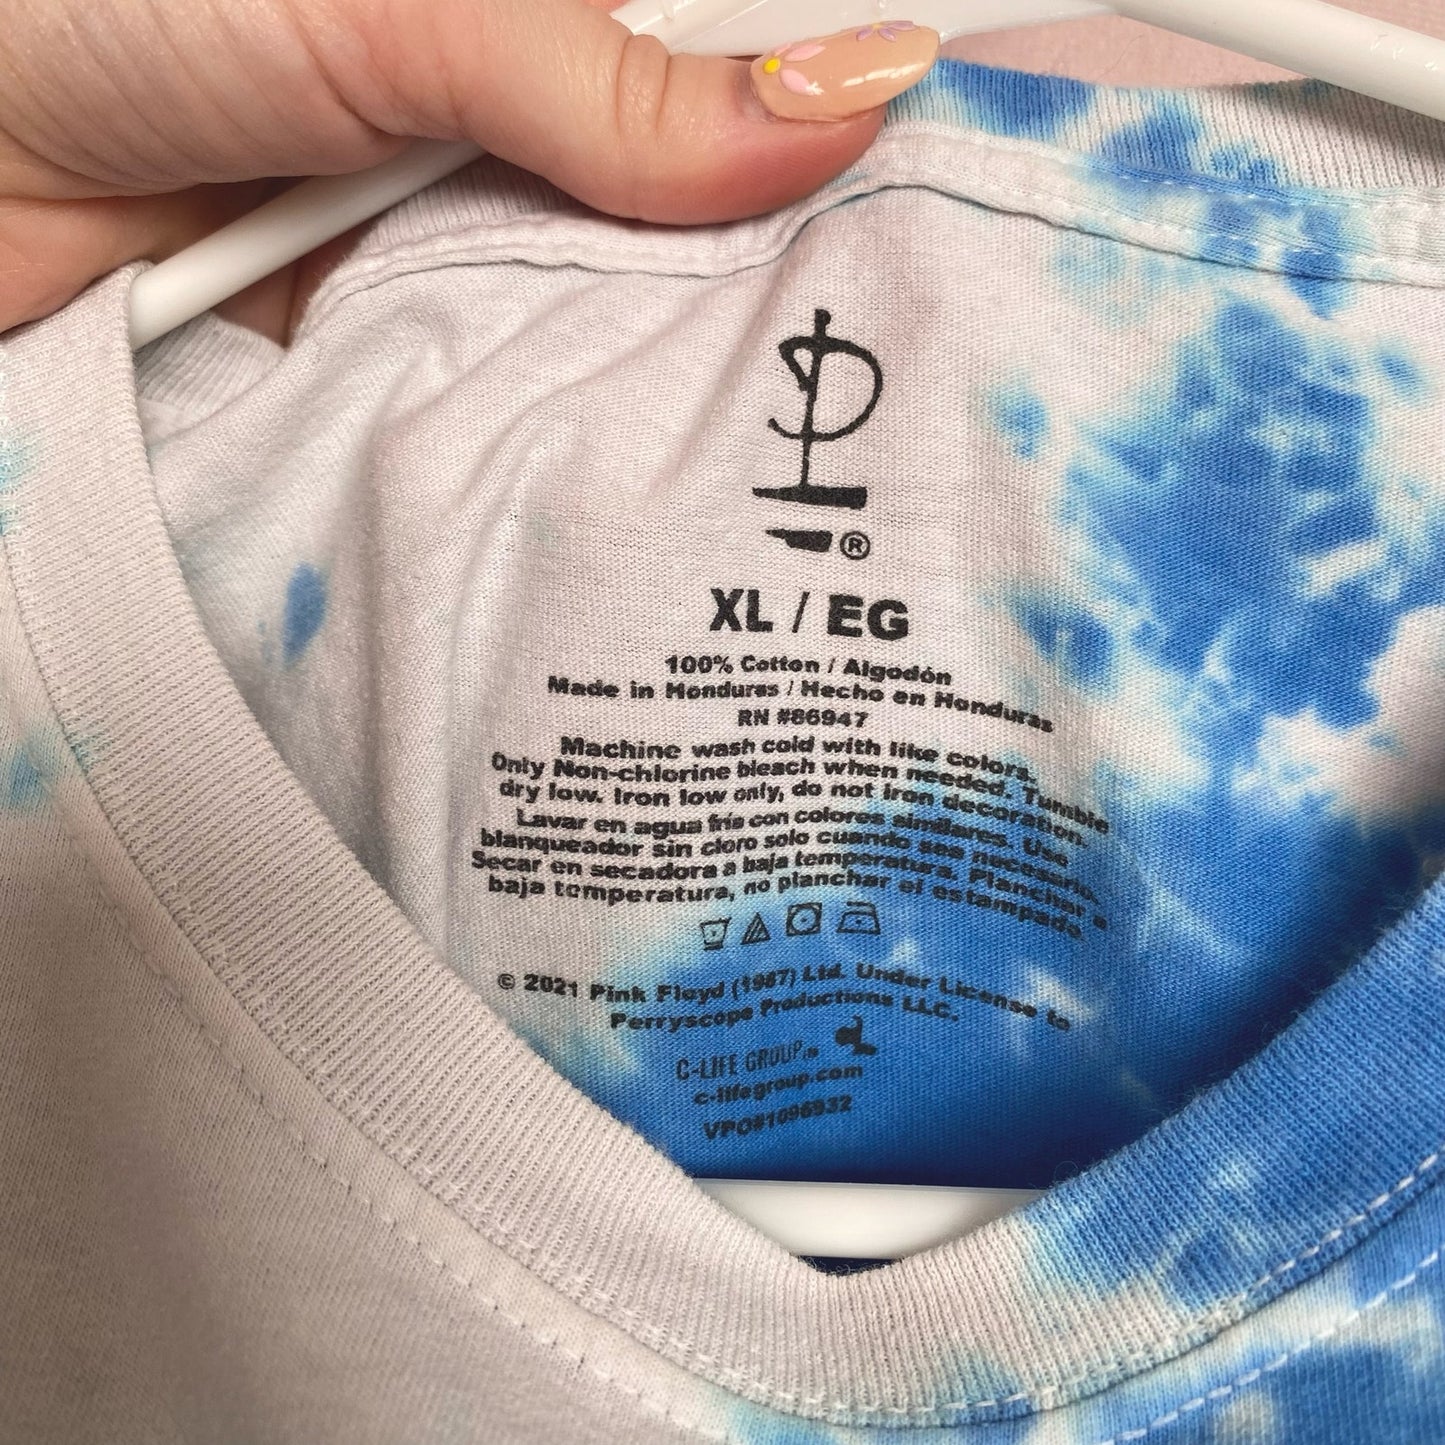 ®
XL / EG
100% Cotton / Algodón
Made in Honduras / Hecho en Honduras
RN #86947
Machine wash cold with like colors.
Only Non-chlorine bleach when needed. Tumble
dry low. Iron low only, do not iron decoration.
Lavar en agua fría con colores similares. Use
blanqueador sin cloro solo cuando sea necesario.
Secar en secadora a baja temperatura. Planchar a
baja temperatura, no planchar el estampado.
© 2021 Pink Floyd (1987) Ltd. Under License to
Perryscope Productions LLC.
C-LIFE GROUP
c-lifegroup.com
VPO#1096932